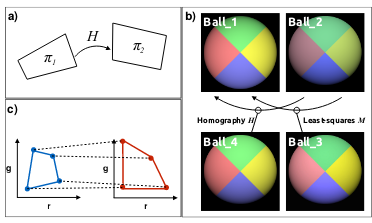 a)
H
π1
π2
c)
g
r
g
r
b)
Ball_1
Ball_2
Homography H
Least-squares M
Ball_4
Ball_3